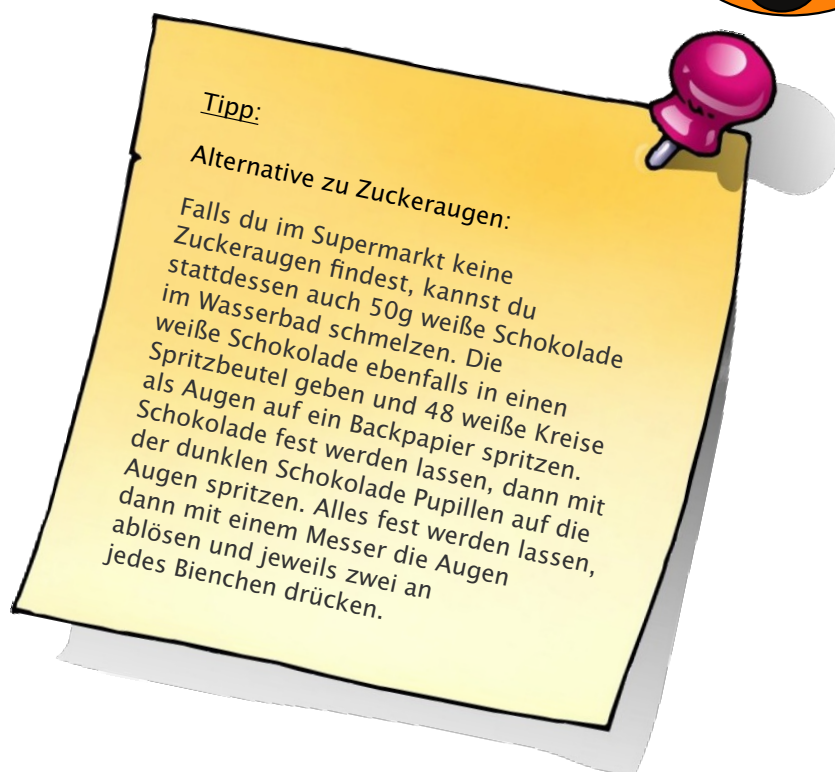 Tipp:
Alternative zu Zuckeraugen:
Falls du im Supermarkt keine
Zuckeraugen findest, kannst du
stattdessen auch 50g weiße Schokolade
im Wasserbad schmelzen. Die
weiße Schokolade ebenfalls in einen
Spritzbeutel geben und 48 weiße Kreise
als Augen auf ein Backpapier spritzen.
Schokolade fest werden lassen, dann mit
der dunklen Schokolade Pupillen auf die
Augen spritzen. Alles fest werden lassen,
dann mit einem Messer die Augen
ablösen und jeweils zwei an
jedes Bienchen drücken.